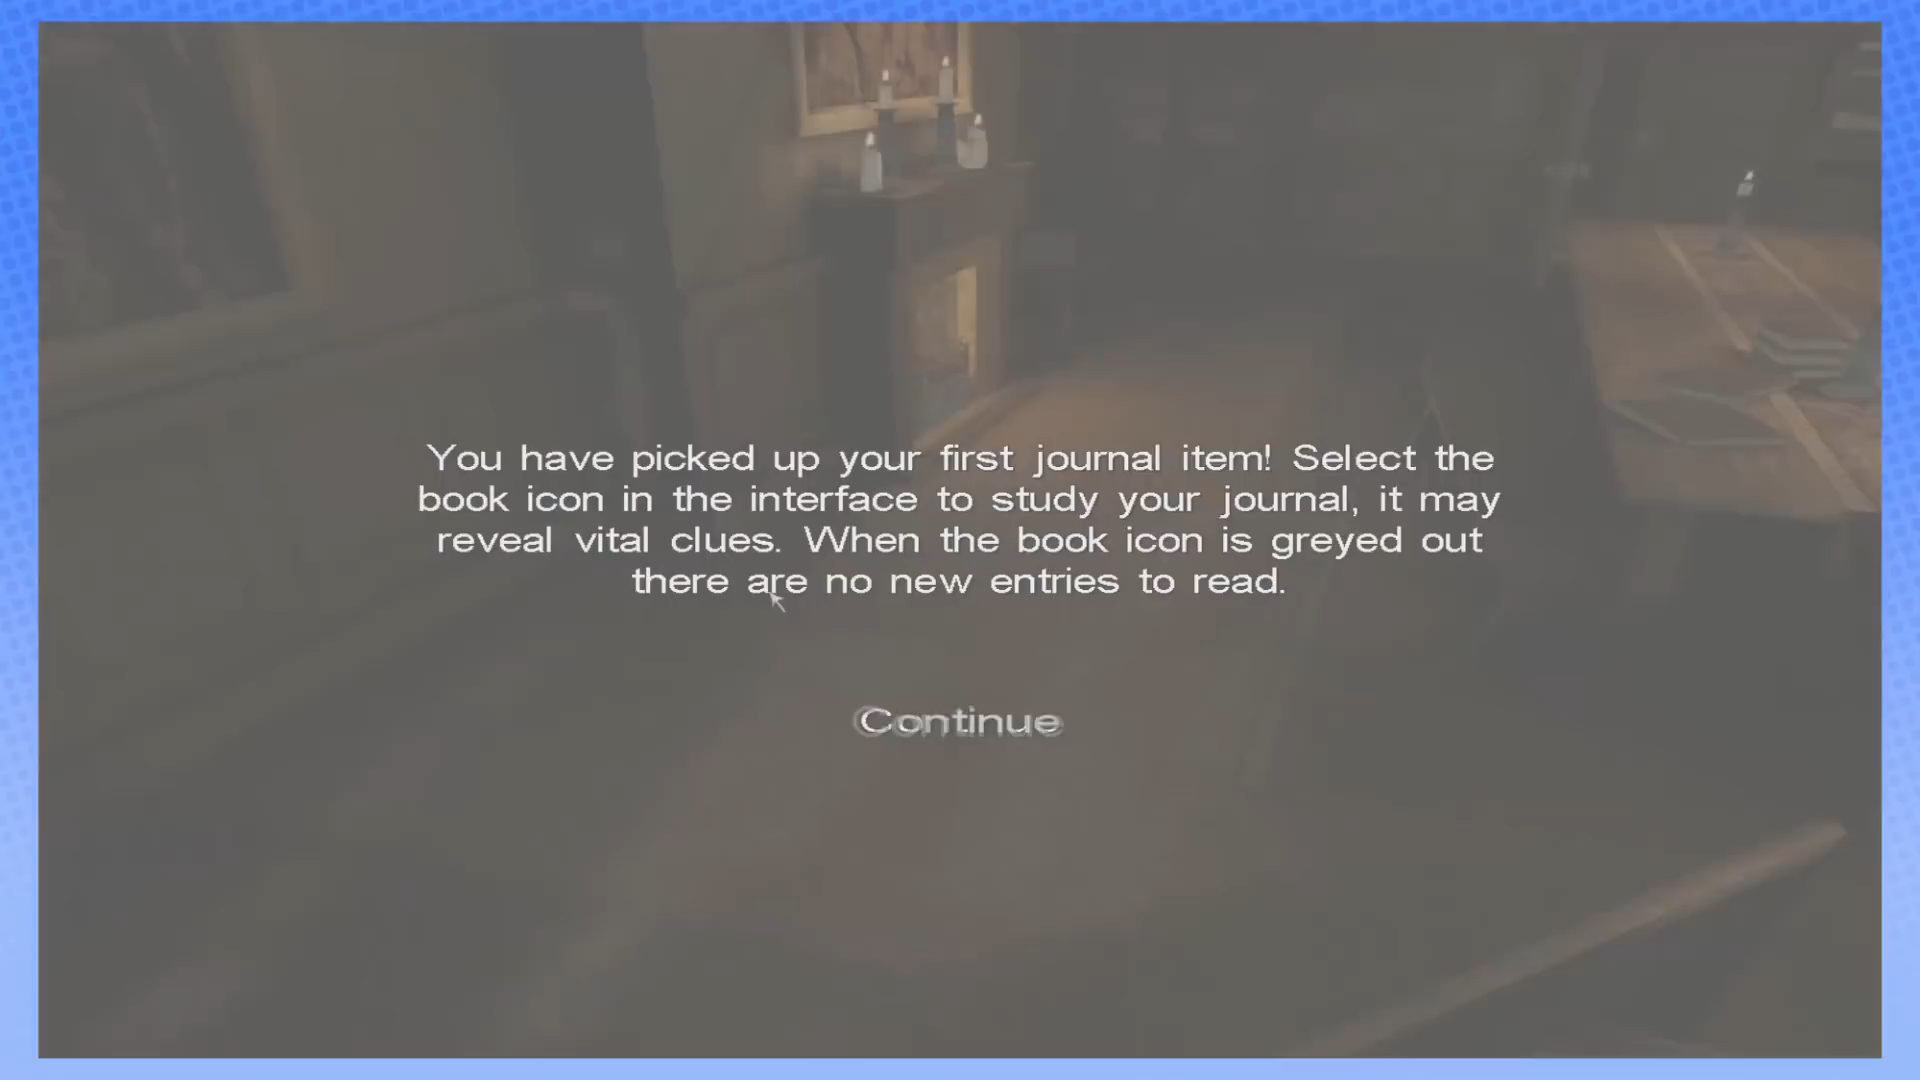 You have picked up your first journal item! Select the
book icon in the interface to study your journal, it may
reveal vital clues. When the book icon is greyed out
there are no new entries to read.
Continue